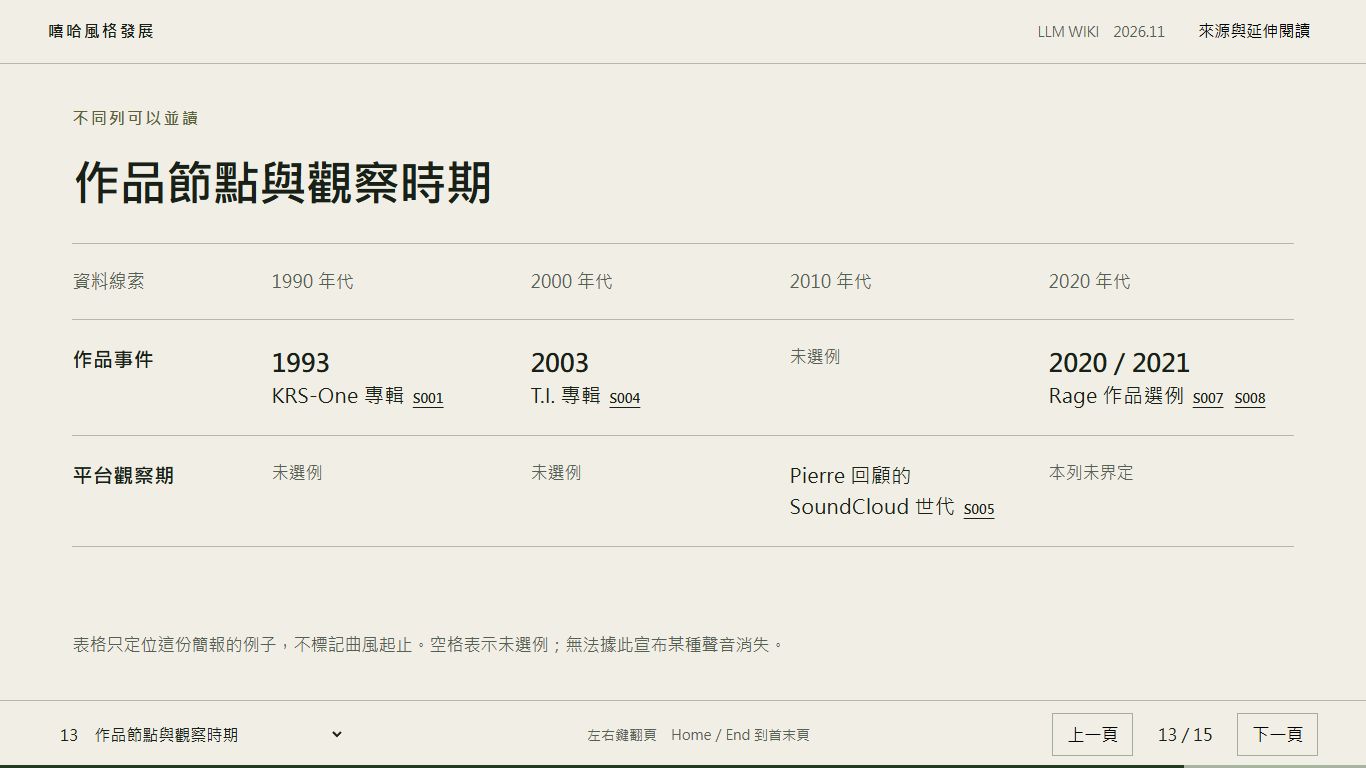 嘻哈風格發展
LLM WIKI 2026.11 來源與延伸閱讀
不同列可以並讀
作品節點與觀察時期
資料線索 1990 年代 2000 年代 2010 年代 2020 年代
作品事件 1993 2003 未選例 2020 / 2021
KRS-One 專輯 S001 T.I. 專輯 S004 Rage 作品選例 S007 S008
平台觀察期 未選例 未選例 Pierre 回顧的 本列未界定
SoundCloud 世代 S005
表格只定位這份簡報的例子，不標記曲風起止。空格表示未選例；無法據此宣布某種聲音消失。
13 作品節點與觀察時期 左右鍵翻頁 Home / End 到首末頁 上一頁 13 / 15 下一頁